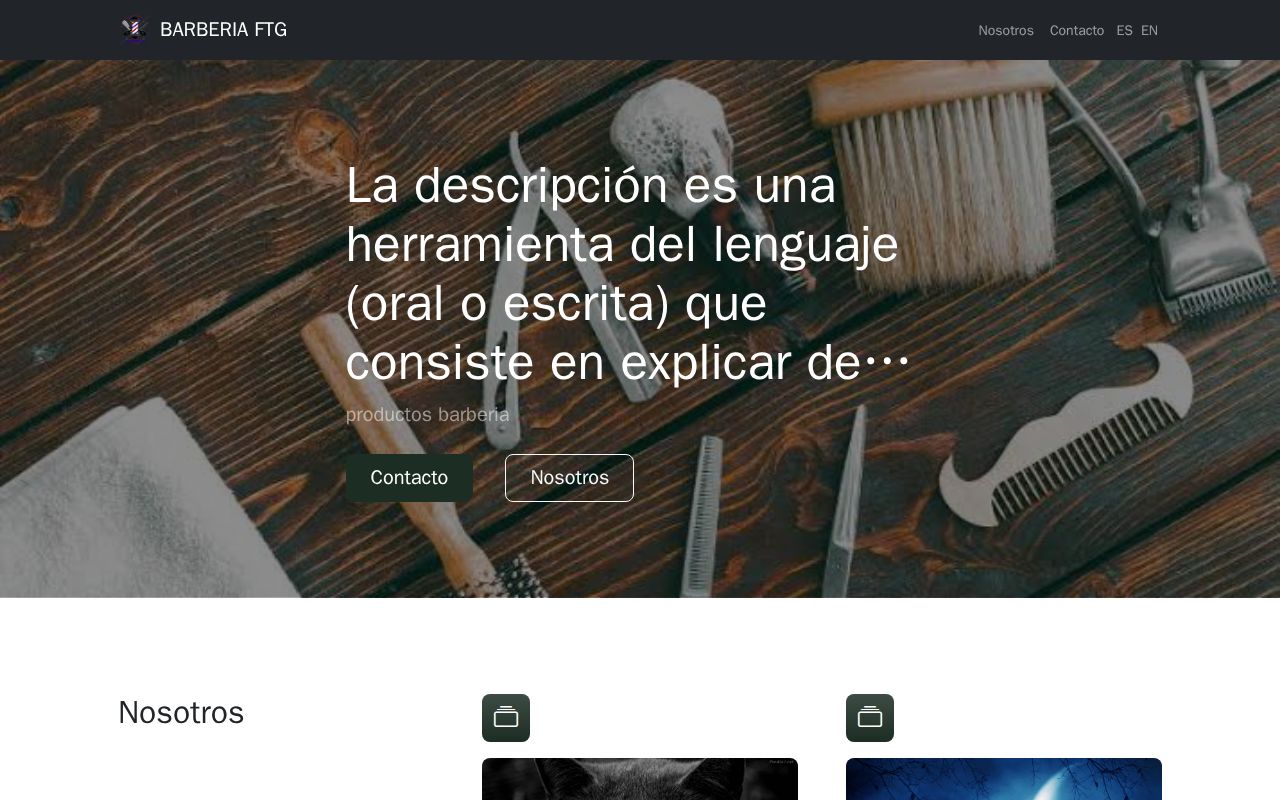 BARBERIA FTG
Nosotros
Contacto
ES
EN
La descripción es una
herramienta del lenguaje
(oral o escrita) que
consiste en explicar de⋯
productos barberia
Contacto
Nosotros
Nosotros